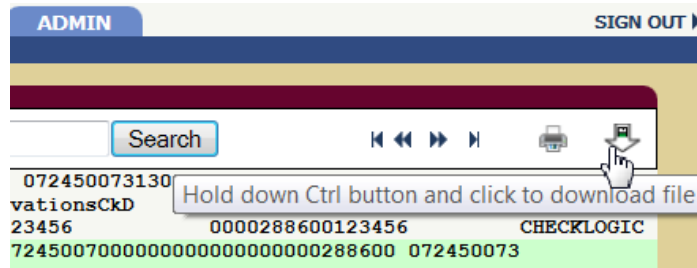 ADMIN
SIGN OUT
Search
072450073130
Hold down Ctrl button and click to download file
vationsCkD
23456 0000288600123456 CHECKLOGIC
7245007000000000000000000288600 072450073